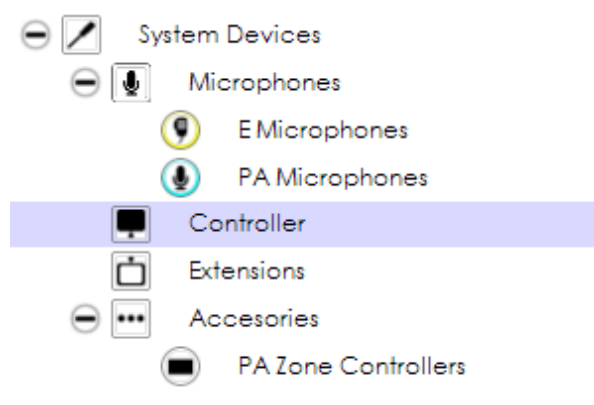 System Devices
Microphones
E Microphones
PA Microphones
Controller
Extensions
Accesories
PA Zone Controllers